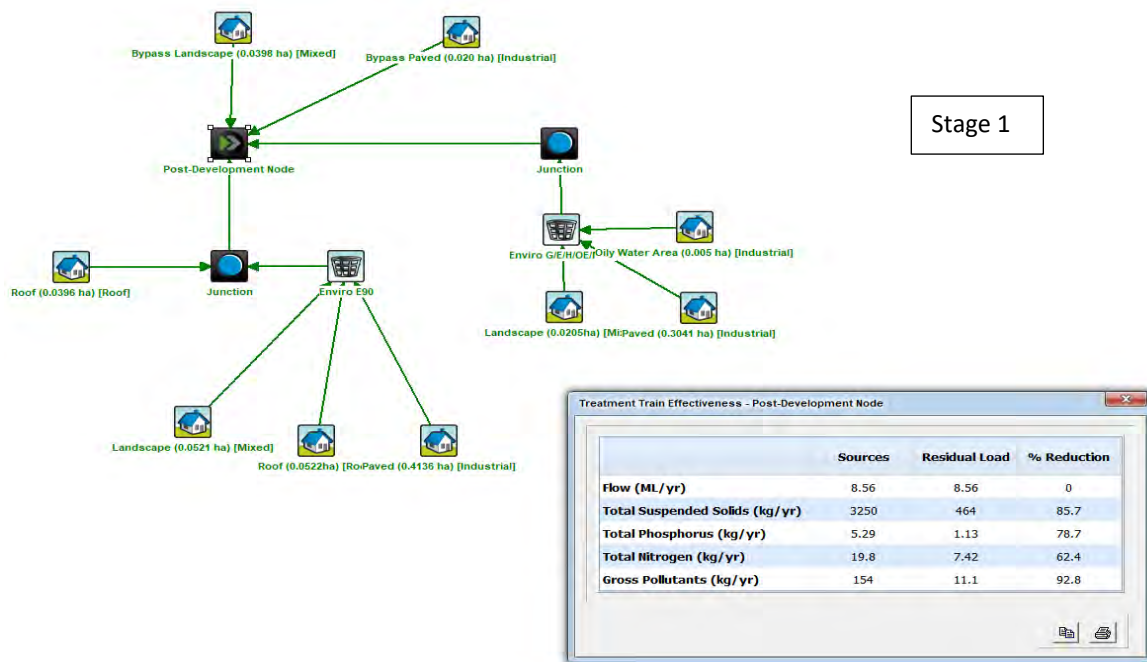 Bypass Landscape (0.0398 ha) [Mixed]
Bypass Paved (0.020 ha) [Industrial]
Stage 1
Post-Development Node
Junction
Enviro G/E/H/OE/
Oily Water Area (0.005 ha) [Industrial]
Roof (0.0396 ha) [Roof]
Junction
Enviro E90
Landscape (0.0205ha) [Mi
Paved (0.3041 ha) [Industrial]
Landscape (0.0521 ha) [Mixed]
Roof (0.0522ha) [Ro
Paved (0.4136 ha) [Industrial]
Treatment Train Effectiveness - Post-Development Node
Sources Residual Load % Reduction
Flow (ML/yr) 8.56 8.56 0
Total Suspended Solids (kg/yr) 3250 464 85.7
Total Phosphorus (kg/yr) 5.29 1.13 78.7
Total Nitrogen (kg/yr) 19.8 7.42 62.4
Gross Pollutants (kg/yr) 154 11.1 92.8